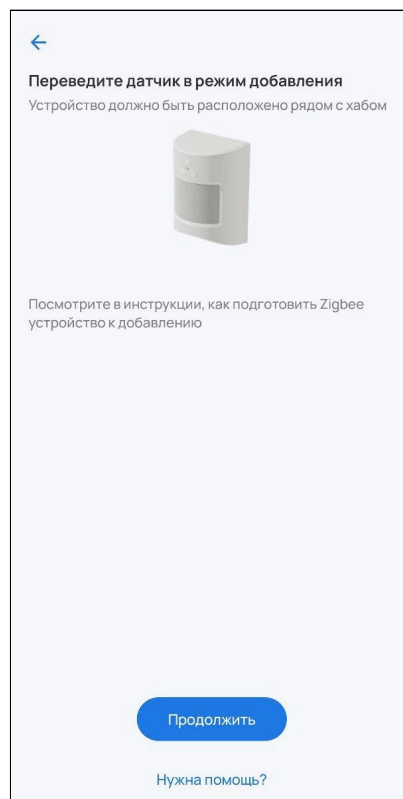 Переведите датчик в режим добавления
Устройство должно быть расположено рядом с хабом
Посмотрите в инструкции, как подготовить Zigbee
устройство к добавлению
Продолжить
Нужна помощь?